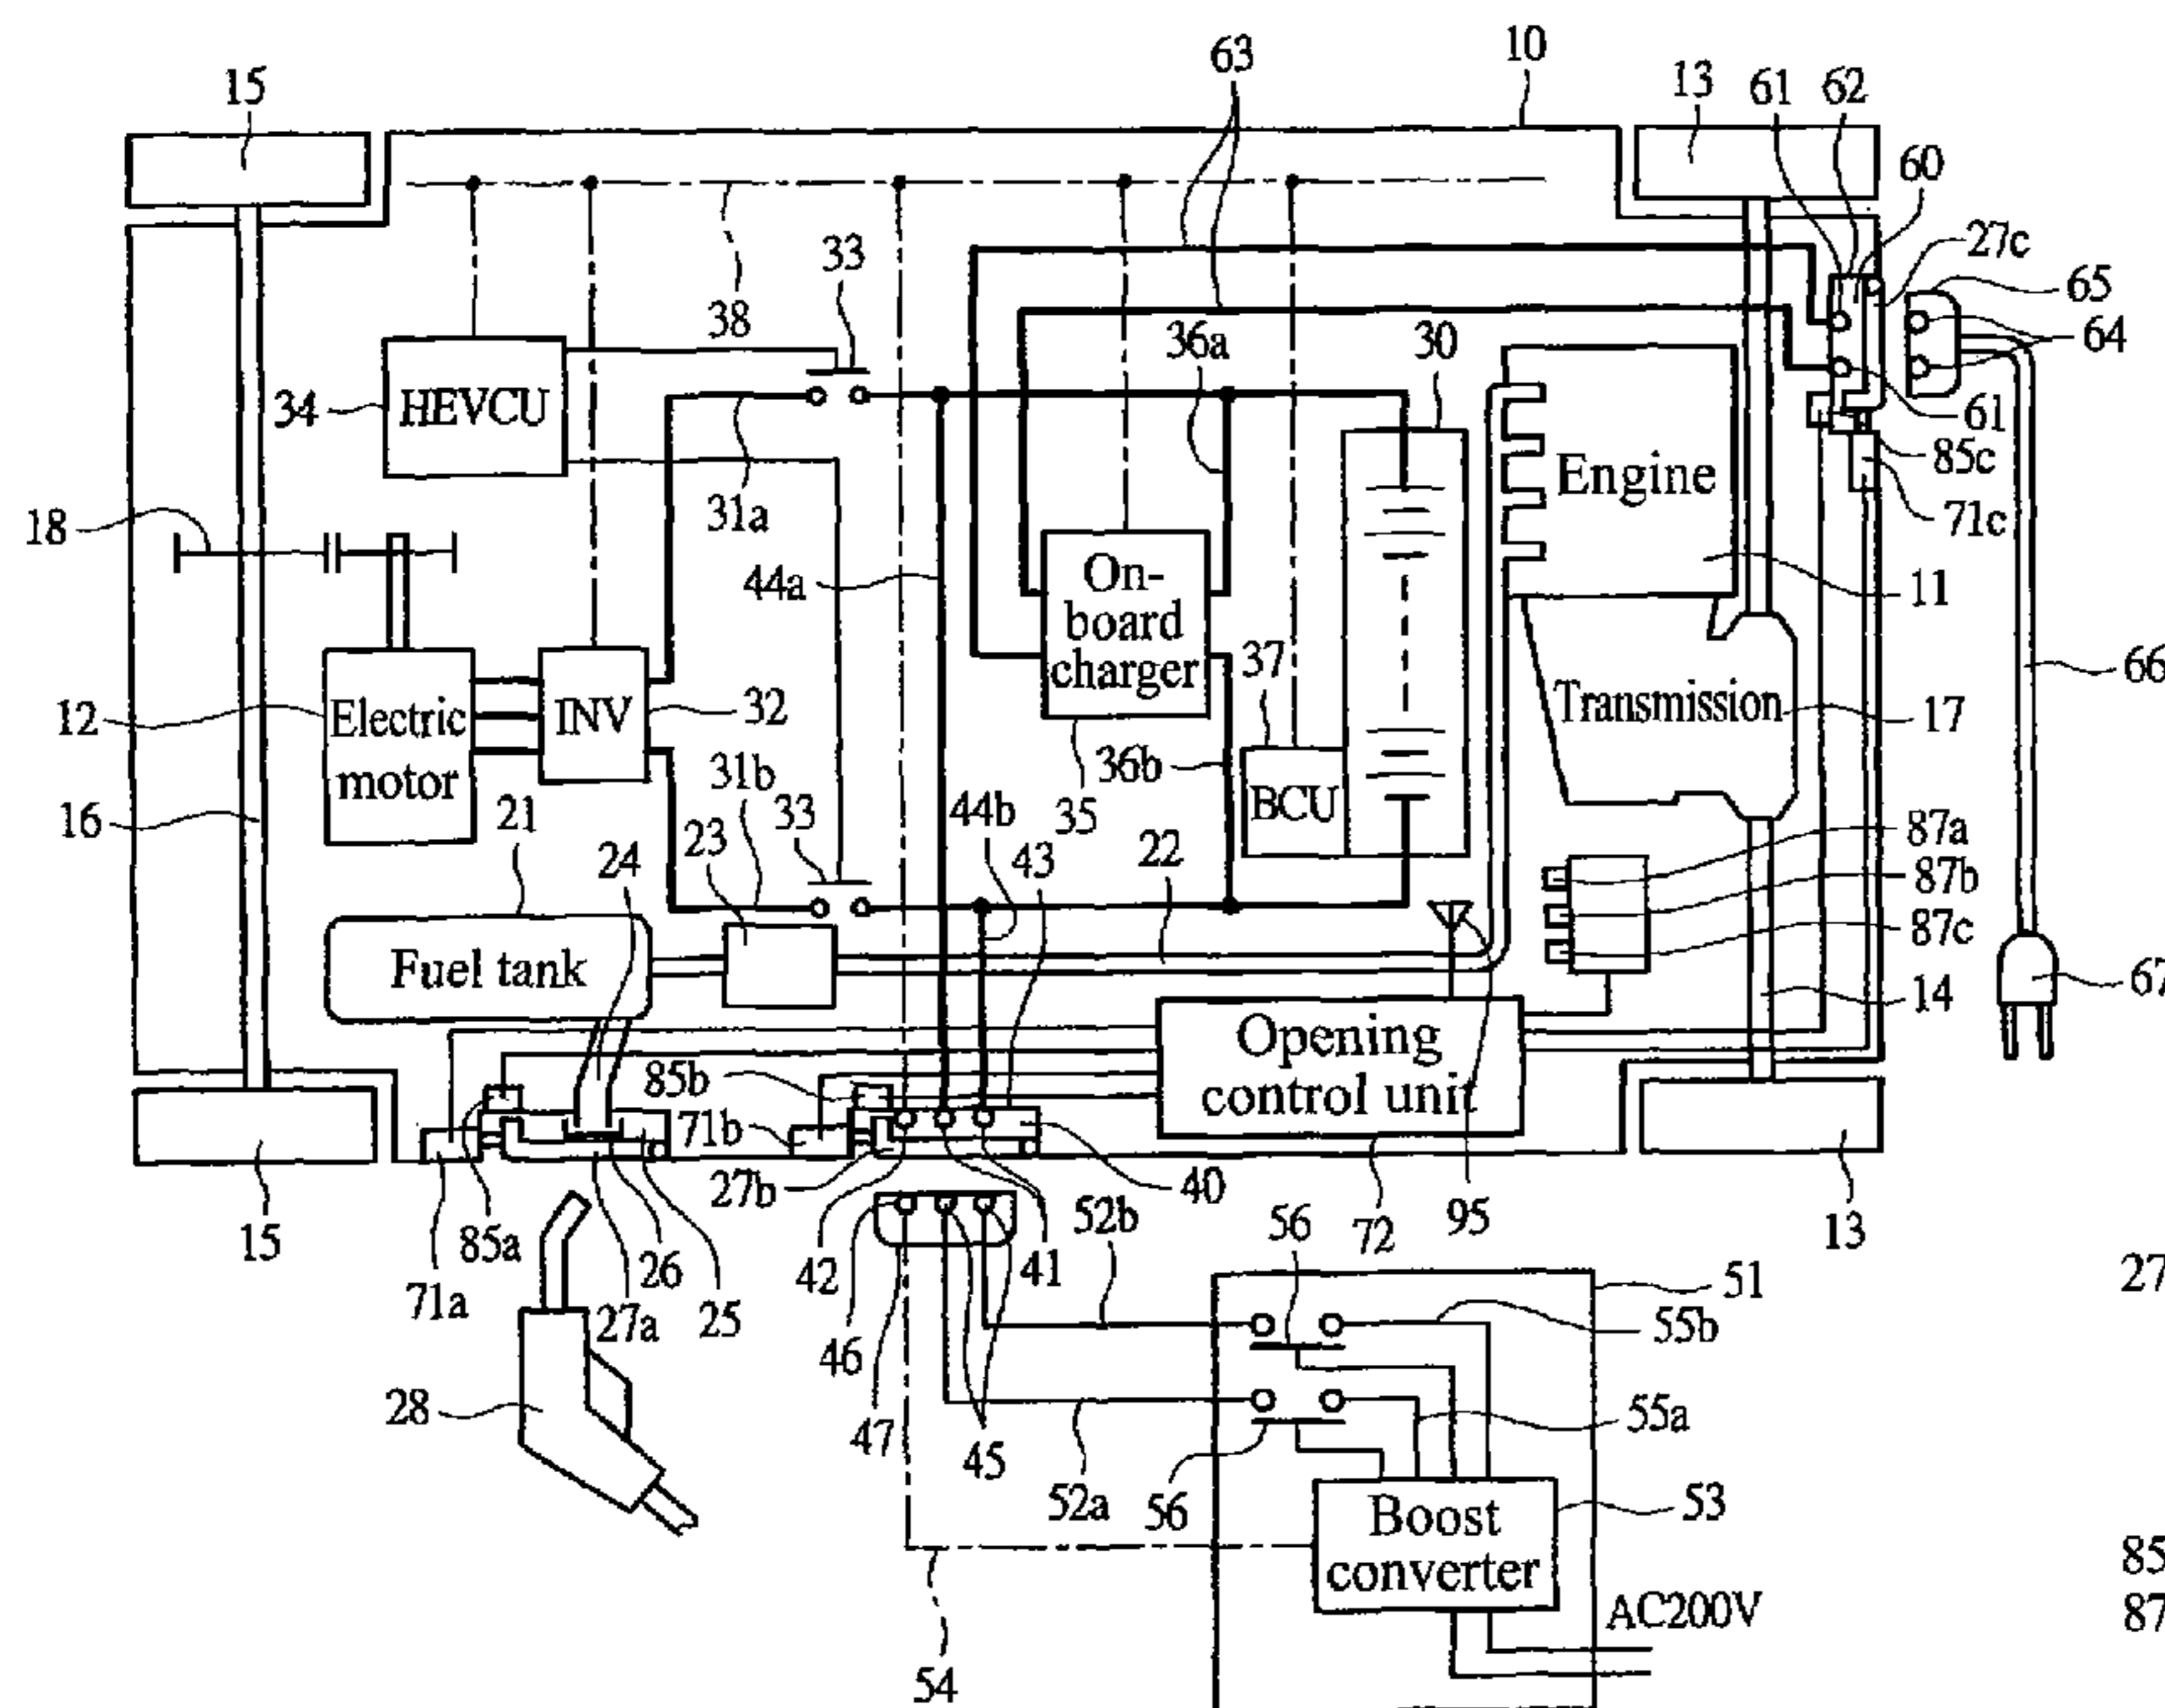 10
63
15
13
61
62
60
27c
33
65
38
36a
30
64
34
HEVCU
61
Engine
85c
31a
18
71c
44a
On-
board
charger
11
37
66
Electric
motor
INV
32
Transmission
17
12
31b
36b
BCU
35
21
16
23
33
44b
43
22
87a
24
87b
87c
Fuel tank
67
14
Opening
control unit
85b
71b
27b
40
52b
95
15
85a
26
42
41
56
72
13
71a
27a
25
51
27
46
55b
28
47
45
55a
52a
56
Boost
converter
53
85
AC200V
87
54